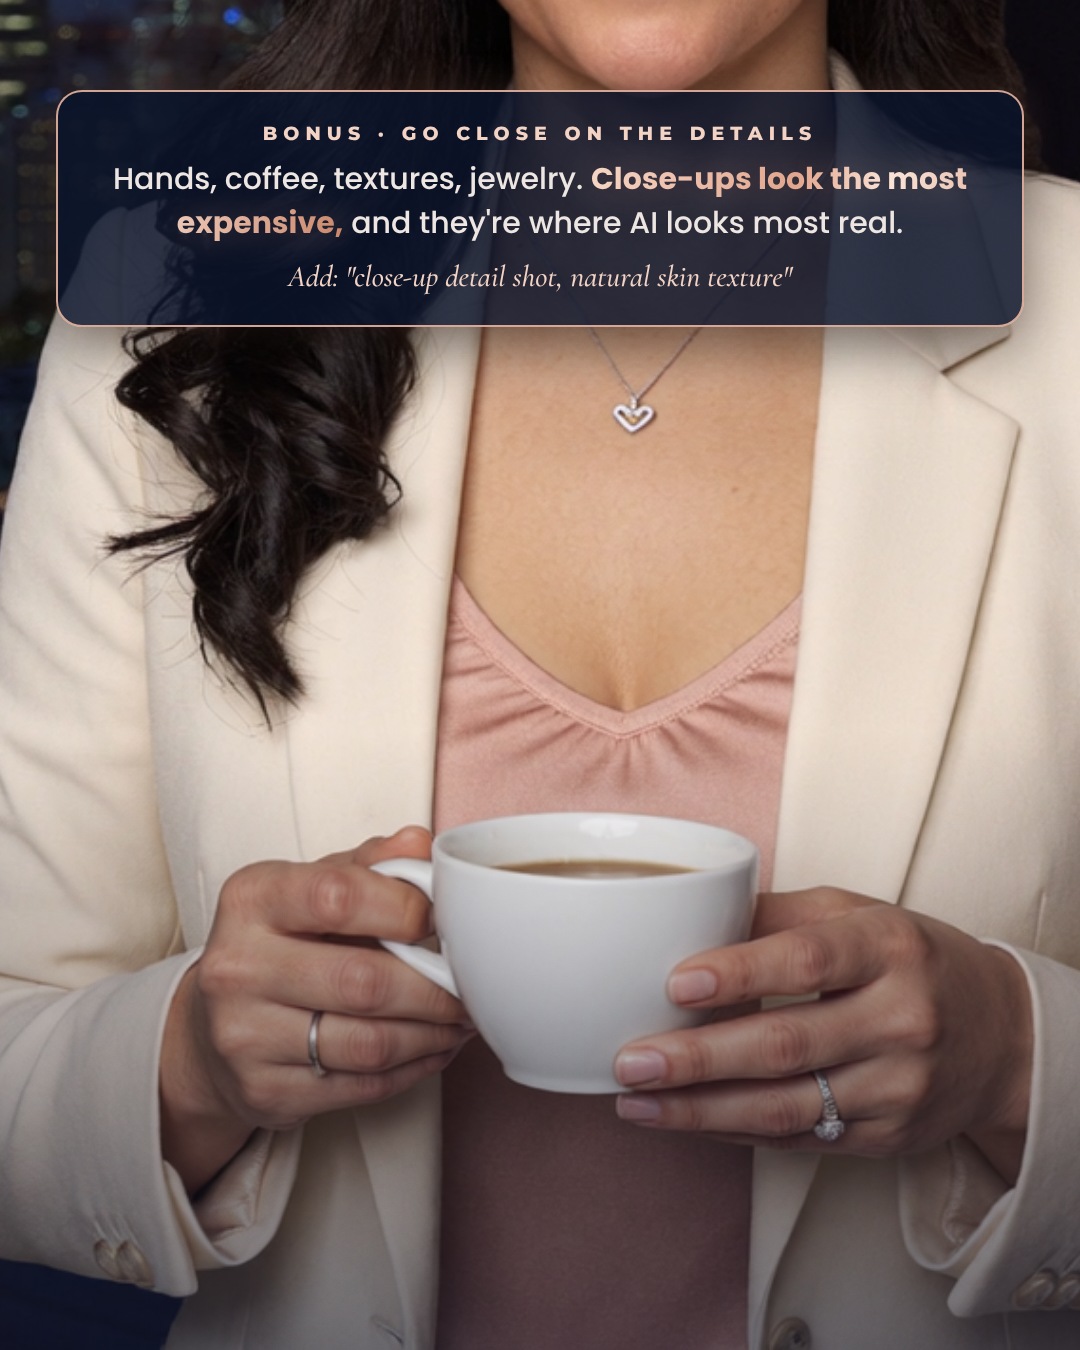 BONUS · GO CLOSE ON THE DETAILS
Hands, coffee, textures, jewelry. Close-ups look the most
expensive, and they're where AI looks most real.
Add: "close-up detail shot, natural skin texture"